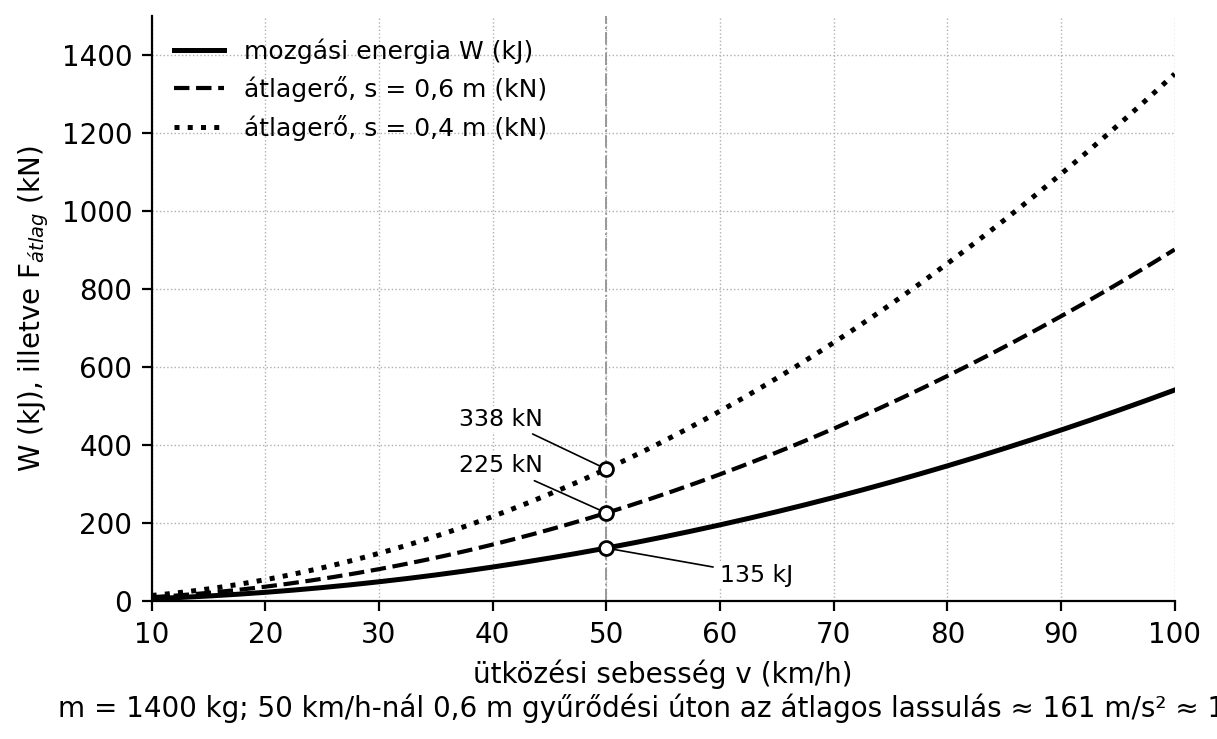 mozgási energia W (kJ)
átlagerő, s = 0,6 m (kN)
átlagerő, s = 0,4 m (kN)
W (kJ), illetve Fátlag (kN)
1400
1200
1000
800
600
400
200
0
338 kN
225 kN
135 kJ
10 20 30 40 50 60 70 80 90 100
ütközési sebesség v (km/h)
m = 1400 kg; 50 km/h-nál 0,6 m gyűrődési úton az átlagos lassulás ≈ 161 m/s² ≈